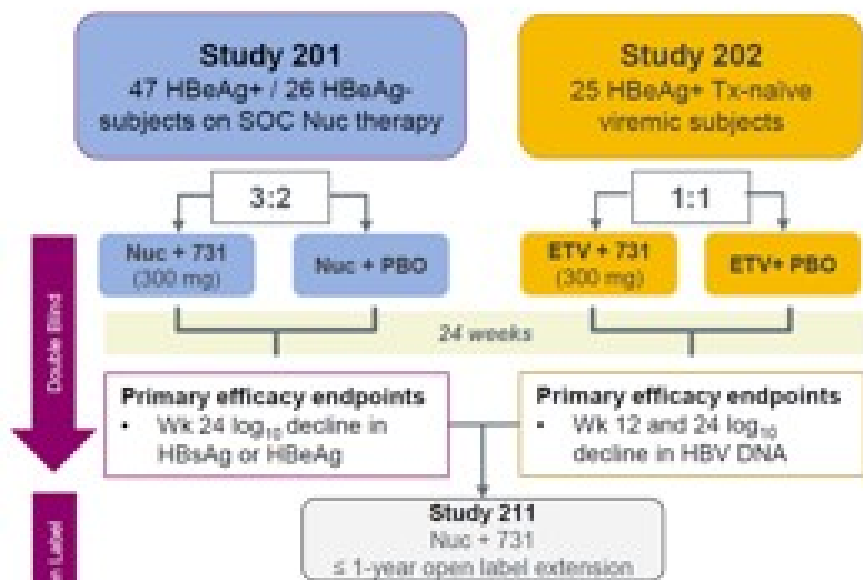 Study 201
47 HBeAg+ / 26 HBeAg-
subjects on SOC Nuc therapy
Study 202
25 HBeAg+ Tx-naïve
viremic subjects
3:2
1:1
Nuc + 731
(300 mg)
Nuc + PBO
ETV + 731
(300 mg)
ETV+ PBO
Double Blind
24 weeks
Primary efficacy endpoints
• Wk 24 log₁₀ decline in
HBsAg or HBeAg
Primary efficacy endpoints
• Wk 12 and 24 log₁₀
decline in HBV DNA
Study 211
Nuc + 731
≤ 1-year open label extension
Label